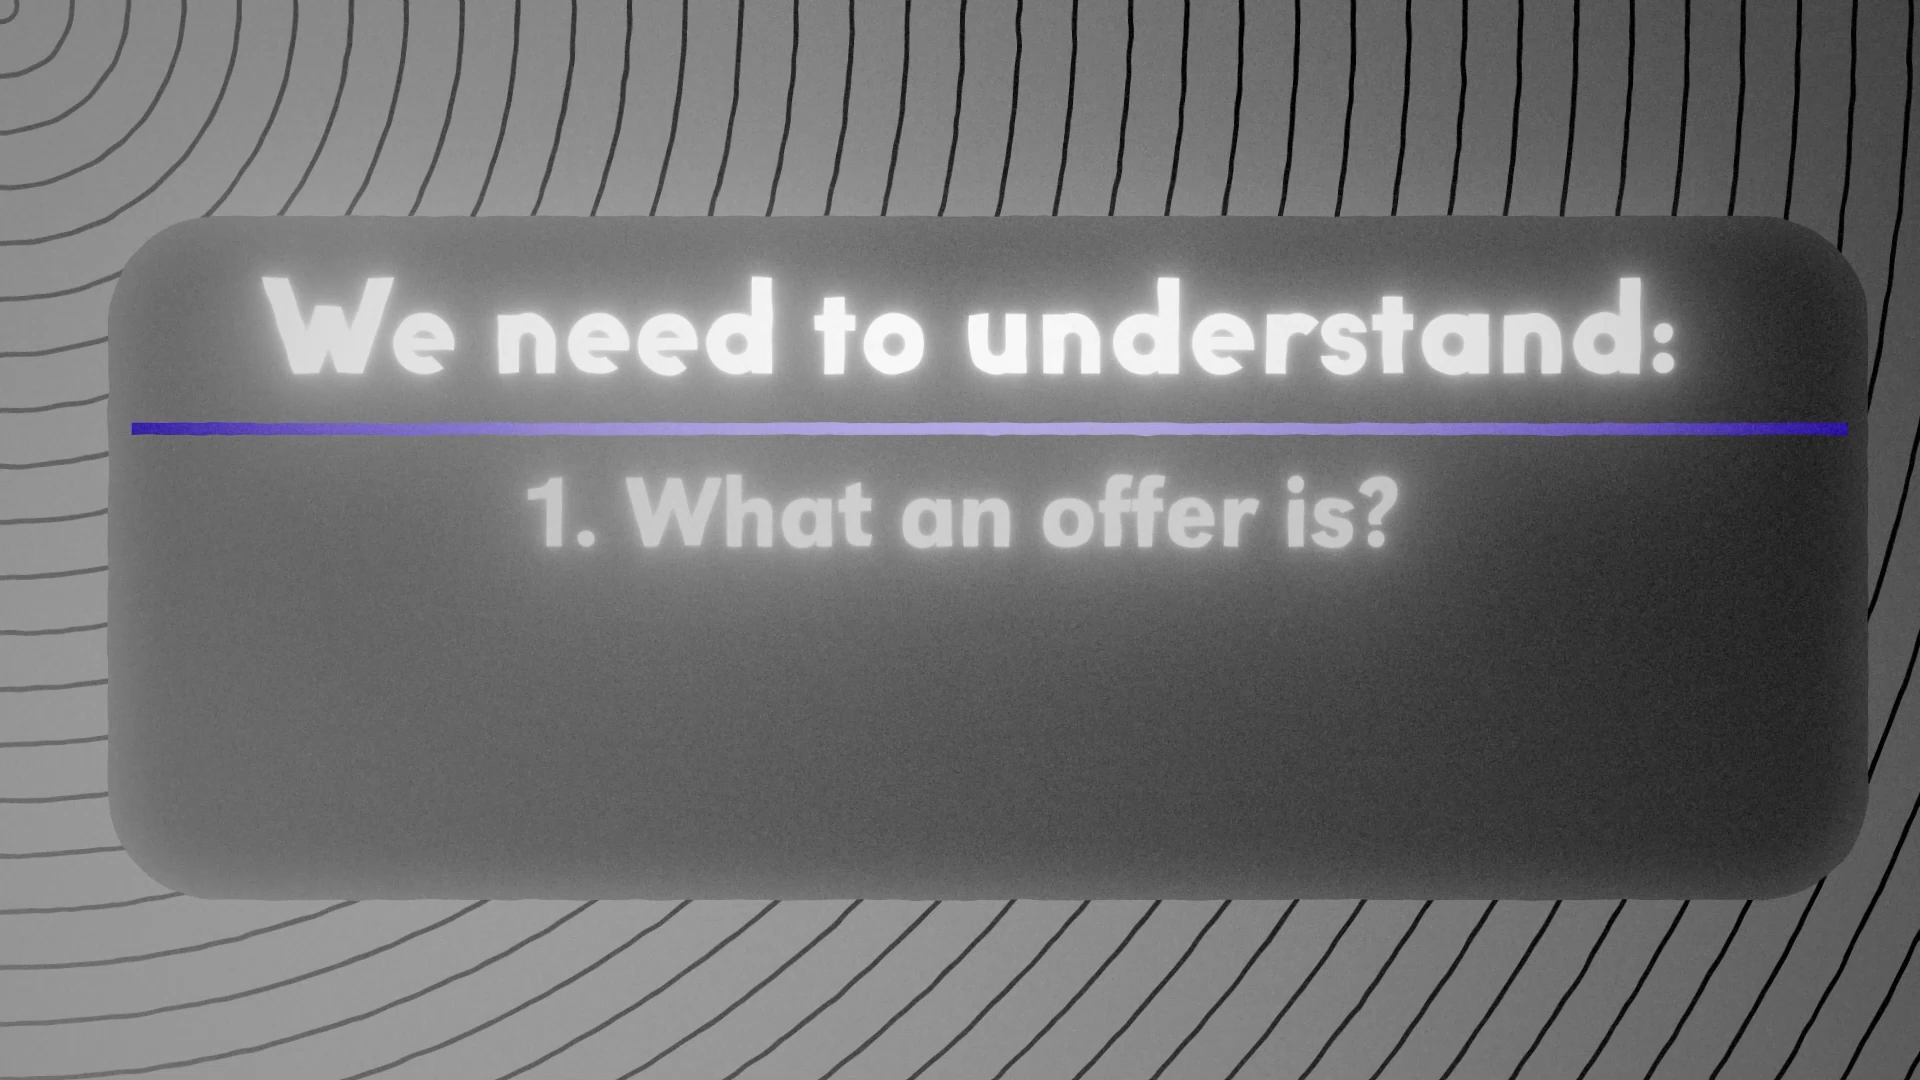 We need to understand:
1. What an offer is?